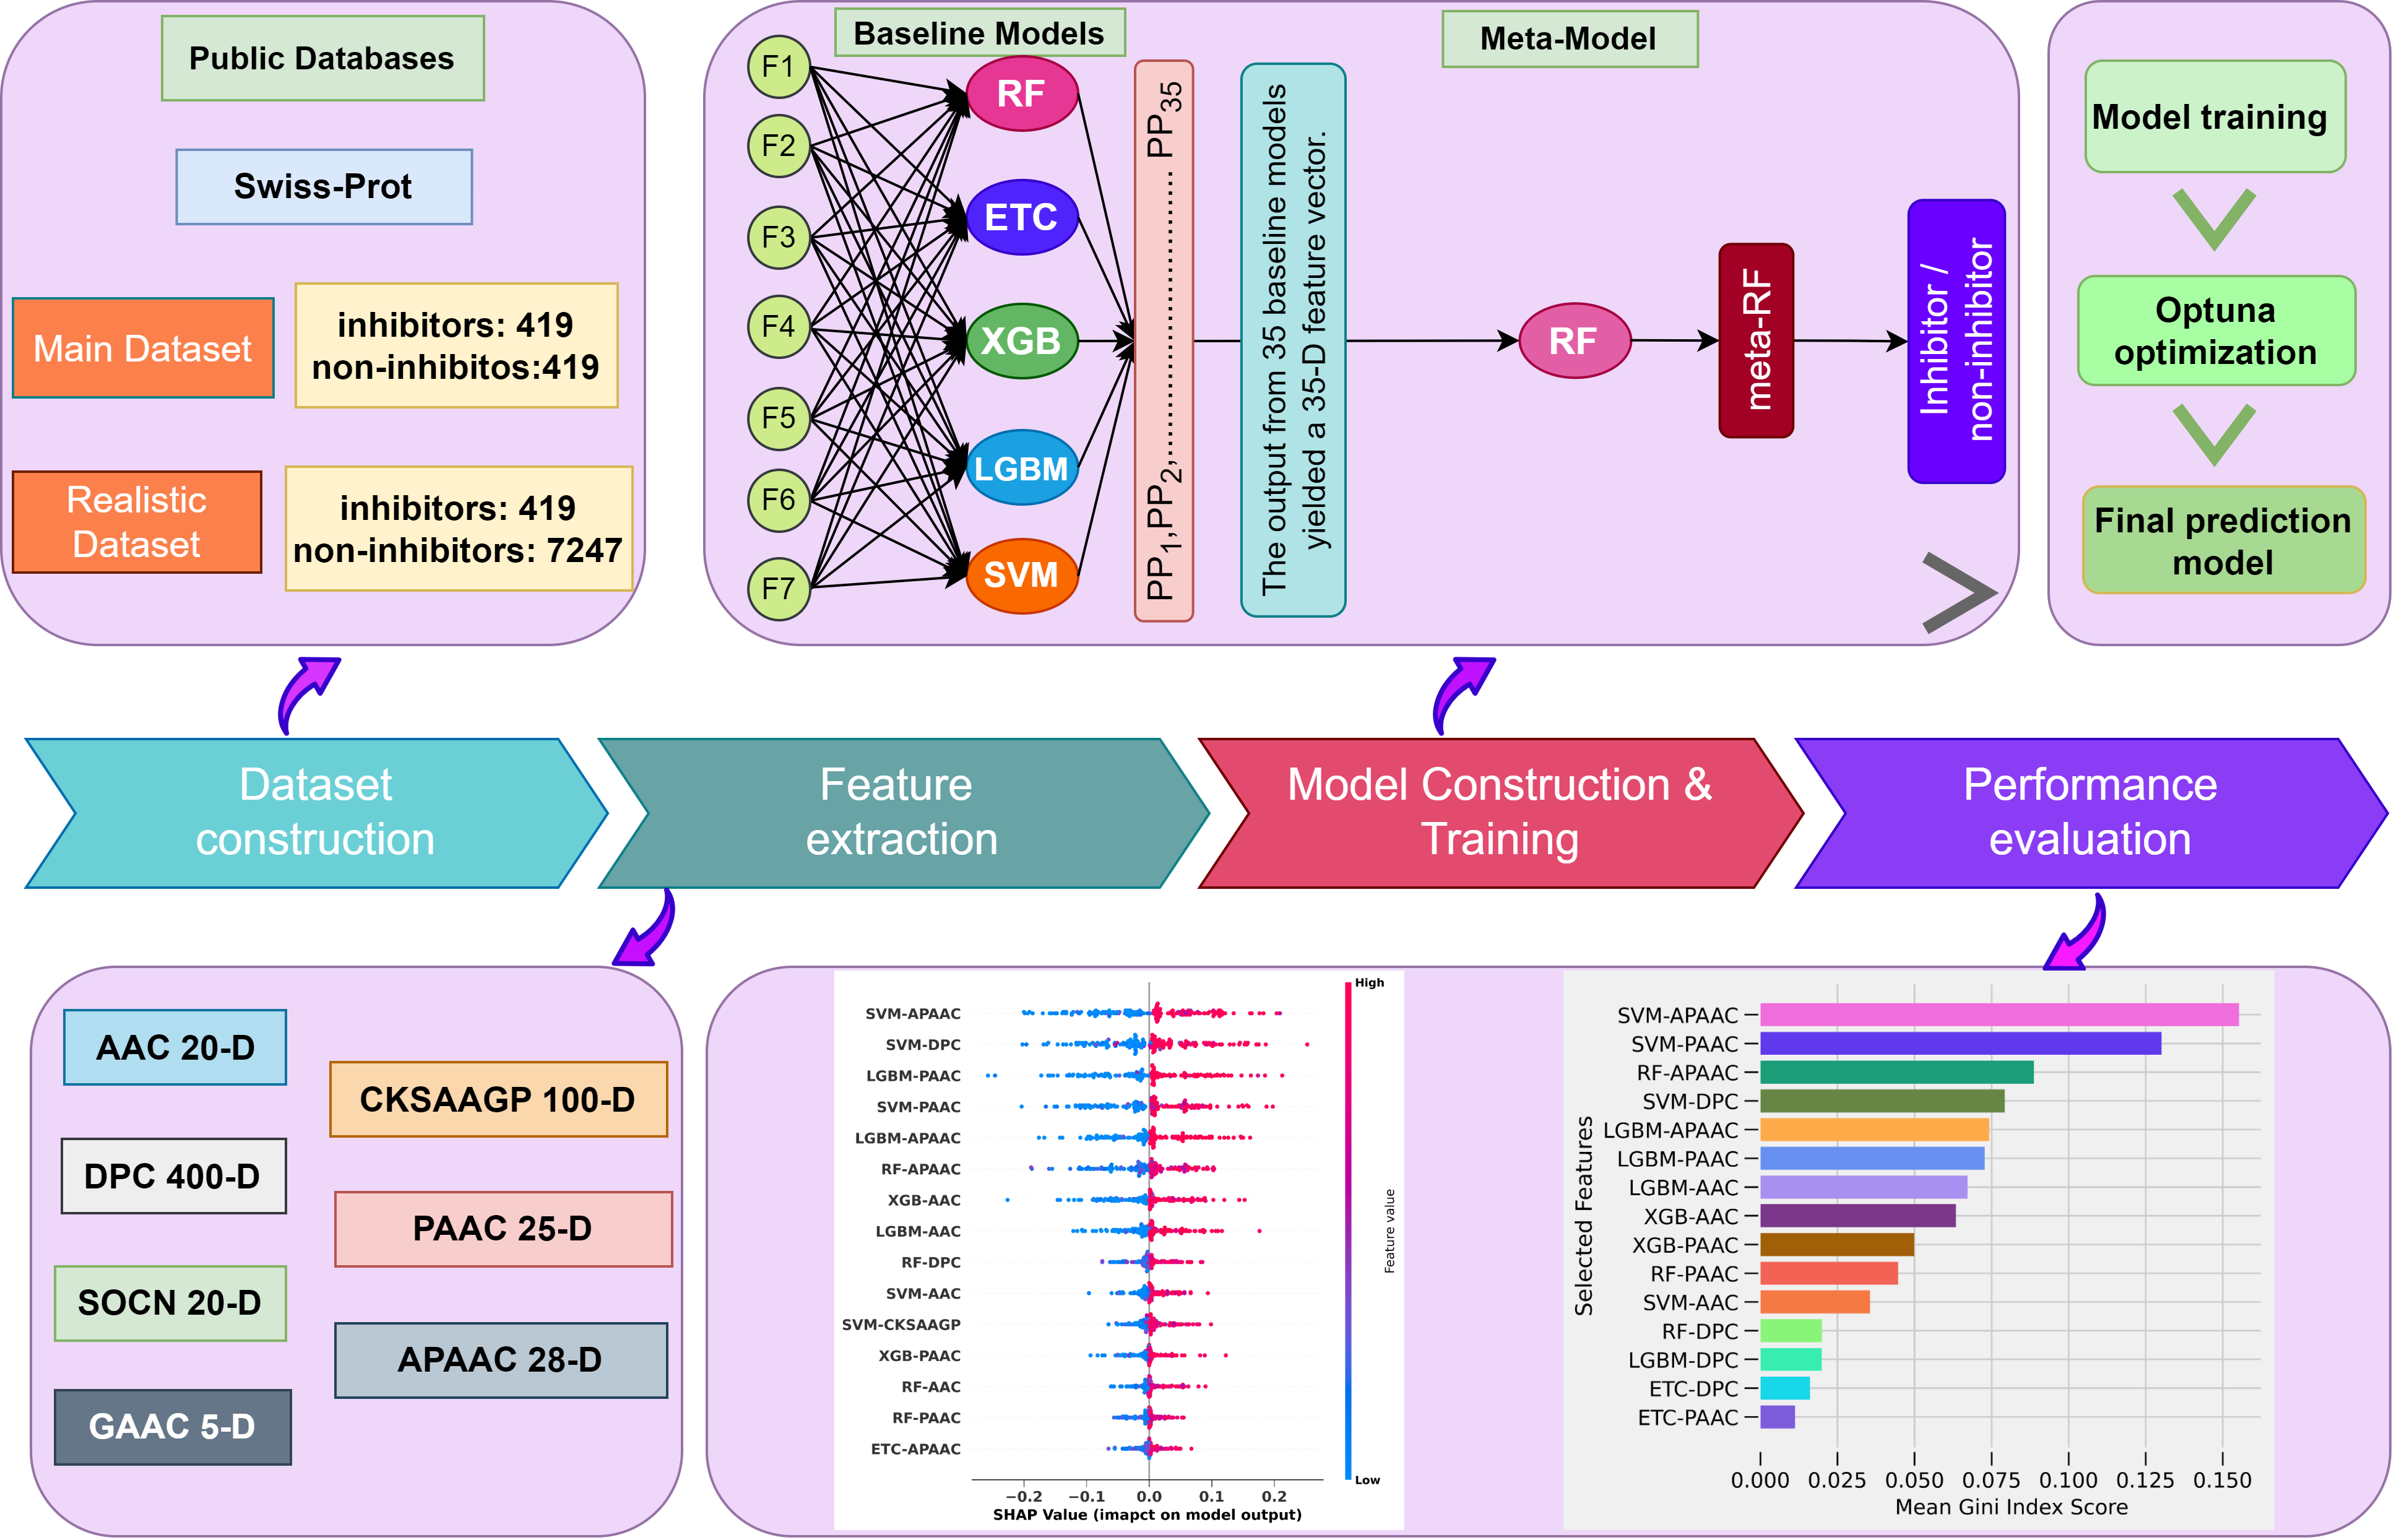 Public Databases
Swiss-Prot
Main Dataset
inhibitors: 419
non-inhibitos:419
Realistic
Dataset
inhibitors: 419
non-inhibitors: 7247
Baseline Models
Meta-Model
F1
F2
F3
F4
F5
F6
F7
RF
ETC
XGB
LGBM
SVM
PP1,PP2,........................ PP35
The output from 35 baseline models
yielded a 35-D feature vector.
RF
meta-RF
Inhibitor /
non-inhibitor
Model training
Optuna
optimization
Final prediction
model
Dataset
construction
Feature
extraction
Model Construction &
Training
Performance
evaluation
AAC 20-D
DPC 400-D
SOCN 20-D
GAAC 5-D
CKSAAGP 100-D
PAAC 25-D
APAAC 28-D
SVM-APAAC
SVM-DPC
LGBM-PAAC
SVM-PAAC
LGBM-APAAC
RF-APAAC
XGB-AAC
LGBM-AAC
RF-DPC
SVM-AAC
SVM-CKSAAGP
XGB-PAAC
RF-AAC
RF-PAAC
ETC-APAAC
−0.2 −0.1 0.0 0.1 0.2
SHAP Value (imapct on model output)
High
Feature value
Low
Selected Features
SVM-APAAC
SVM-PAAC
RF-APAAC
SVM-DPC
LGBM-APAAC
LGBM-PAAC
LGBM-AAC
XGB-AAC
XGB-PAAC
RF-PAAC
SVM-AAC
RF-DPC
LGBM-DPC
ETC-DPC
ETC-PAAC
0.000 0.025 0.050 0.075 0.100 0.125 0.150
Mean Gini Index Score